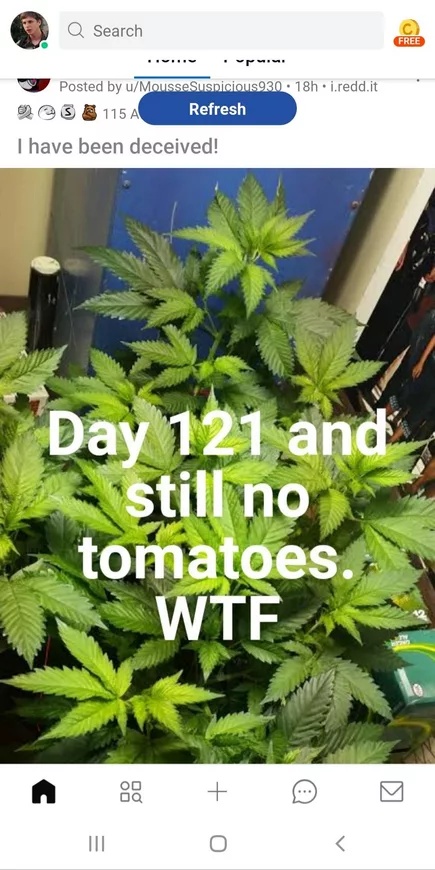 Search
FREE
Home Popular
Posted by u/MousseSuspicious930 • 18h • i.redd.it
115 A
Refresh
I have been deceived!
Day 121 and
still no
tomatoes.
WTF